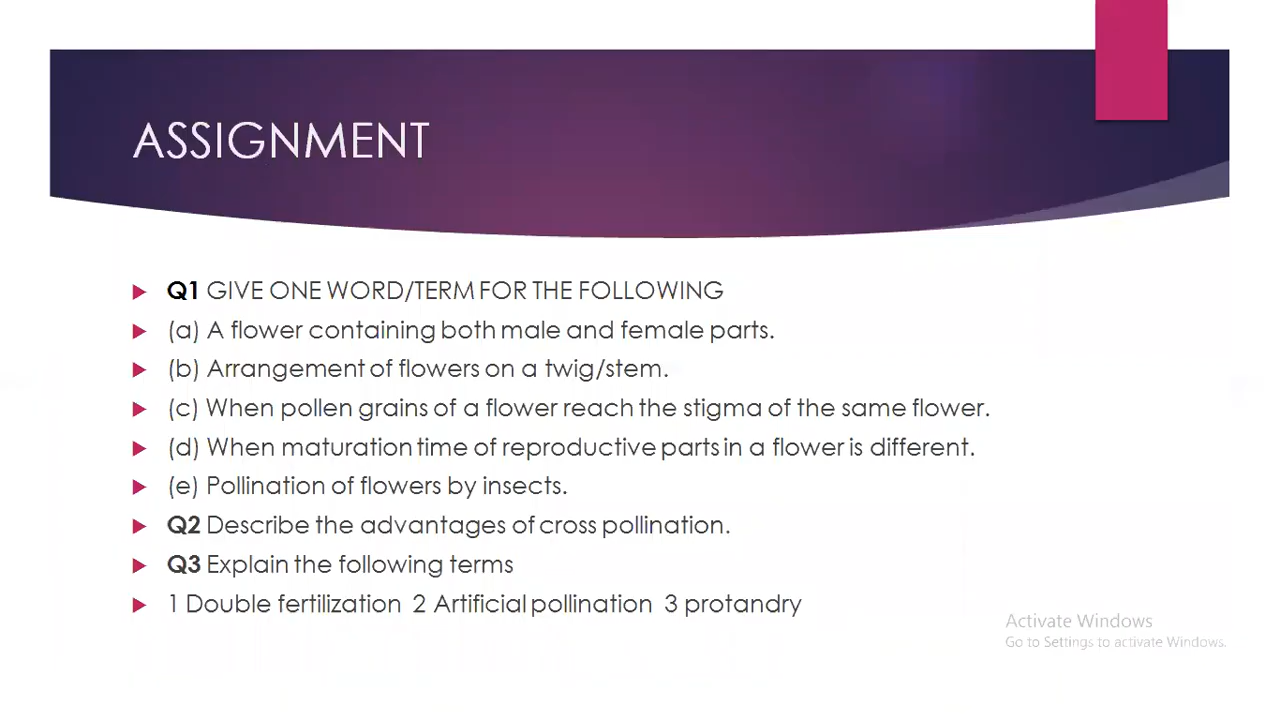 ASSIGNMENT
Q1 GIVE ONE WORD/TERM FOR THE FOLLOWING
(a) A flower containing both male and female parts.
(b) Arrangement of flowers on a twig/stem.
(c) When pollen grains of a flower reach the stigma of the same flower.
(d) When maturation time of reproductive parts in a flower is different.
(e) Pollination of flowers by insects.
Q2 Describe the advantages of cross pollination.
Q3 Explain the following terms
1 Double fertilization 2 Artificial pollination 3 protandry
Activate Windows
Go to Settings to activate Windows.